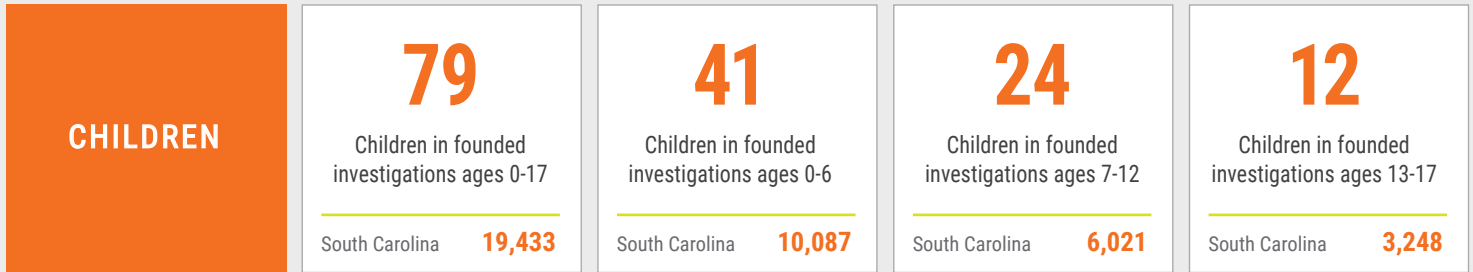 CHILDREN
79
Children in founded
investigations ages 0-17
South Carolina 19,433
41
Children in founded
investigations ages 0-6
South Carolina 10,087
24
Children in founded
investigations ages 7-12
South Carolina 6,021
12
Children in founded
investigations ages 13-17
South Carolina 3,248